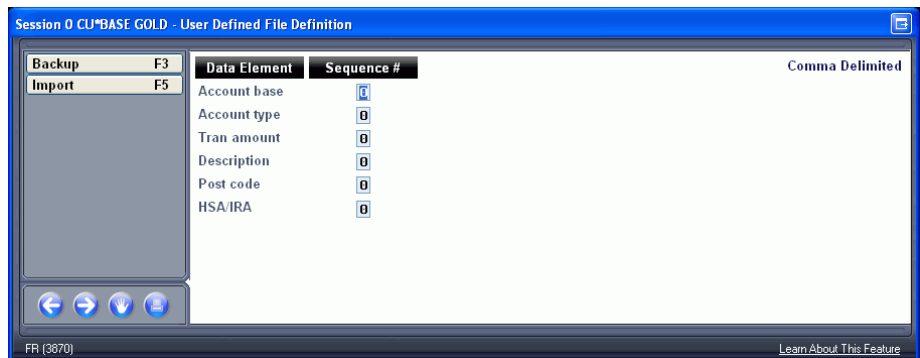 Session 0 CU*BASE GOLD - User Defined File Definition
Backup F3
Import F5
Data Element Sequence # Comma Delimited
Account base 0
Account type 0
Tran amount 0
Description 0
Post code 0
HSA/IRA 0
FR (3870) Learn About This Feature